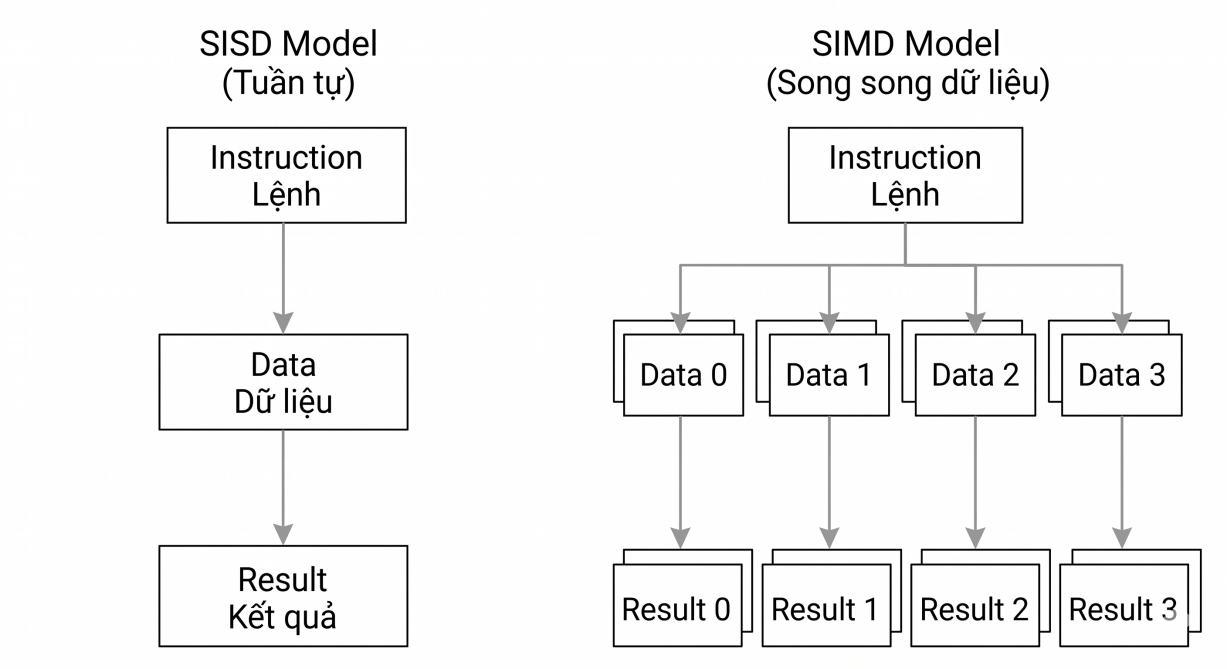 SISD Model
(Tuần tự)
Instruction
Lệnh
Data
Dữ liệu
Result
Kết quả
SIMD Model
(Song song dữ liệu)
Instruction
Lệnh
Data 0
Data 1
Data 2
Data 3
Result 0
Result 1
Result 2
Result 3